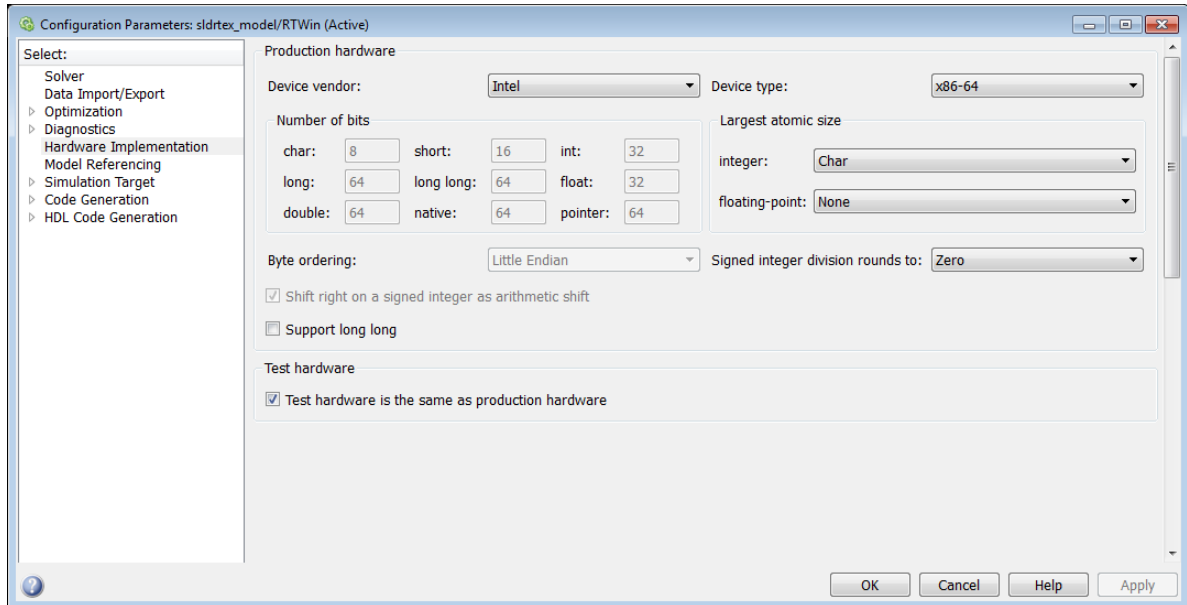 Configuration Parameters: sldrtex_model/RTWin (Active)
Select:
Solver
Data Import/Export
Optimization
Diagnostics
Hardware Implementation
Model Referencing
Simulation Target
Code Generation
HDL Code Generation
Production hardware
Device vendor: Intel Device type: x86-64
Number of bits
char: 8 short: 16 int: 32
long: 64 long long: 64 float: 32
double: 64 native: 64 pointer: 64
Largest atomic size
integer: Char
floating-point: None
Byte ordering: Little Endian Signed integer division rounds to: Zero
Shift right on a signed integer as arithmetic shift
Support long long
Test hardware
Test hardware is the same as production hardware
OK Cancel Help Apply